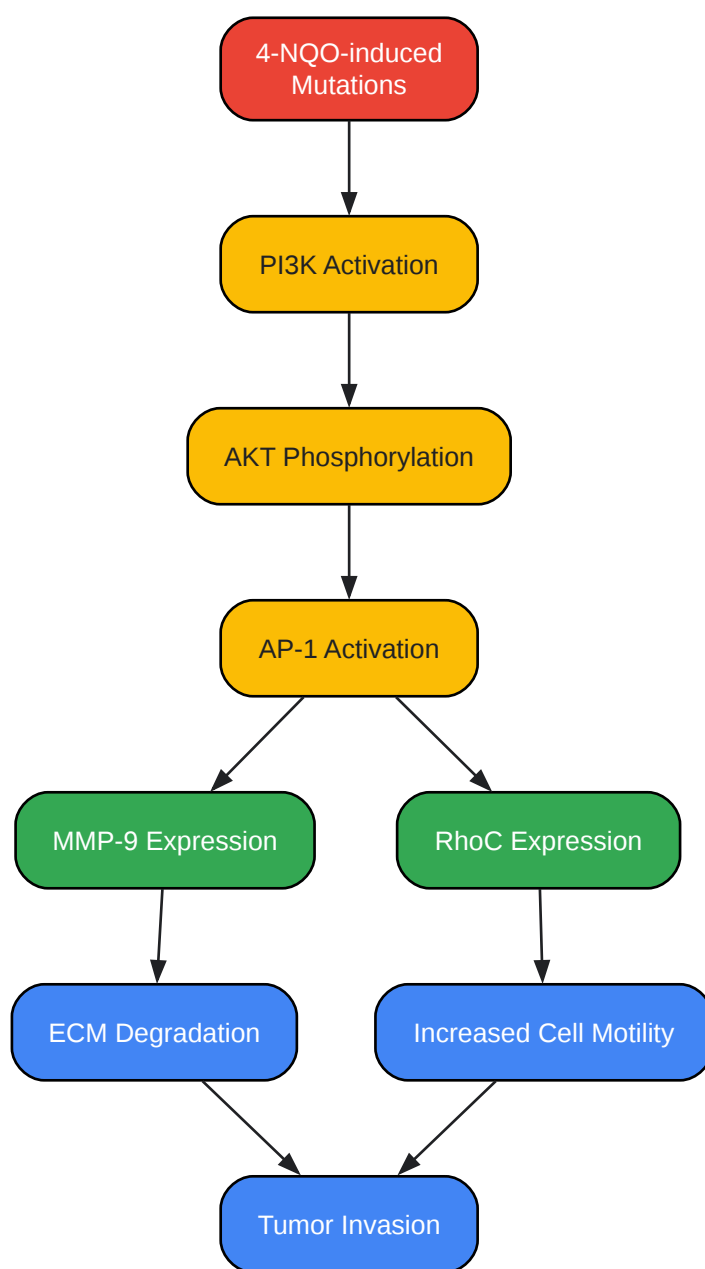 4-NQO-induced
Mutations
PI3K Activation
AKT Phosphorylation
AP-1 Activation
MMP-9 Expression
RhoC Expression
ECM Degradation
Increased Cell Motility
Tumor Invasion